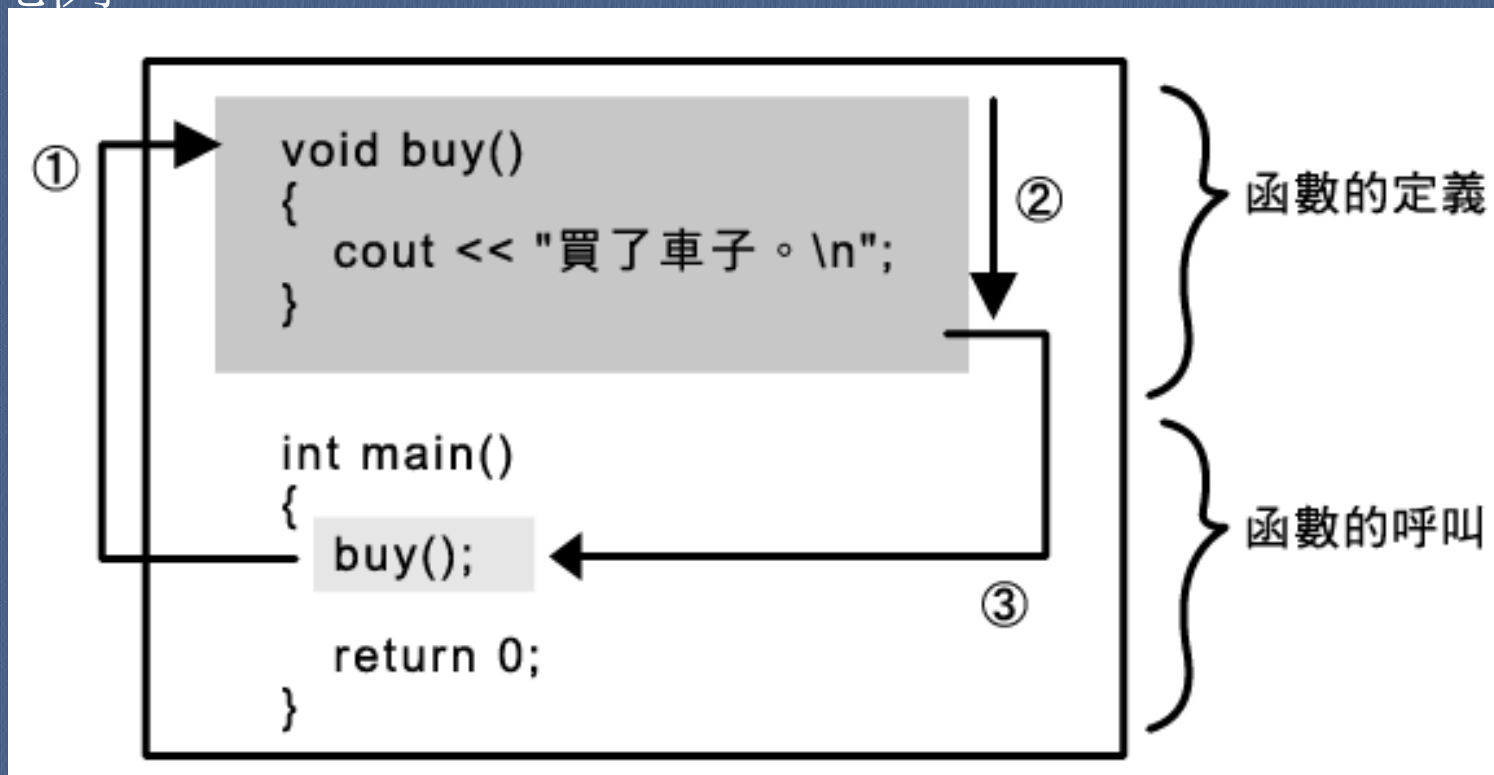 ①
void buy()
{
cout << "買了車子。\n";
}
②
函數的定義
int main()
{
buy();
③
return 0;
}
函數的呼叫